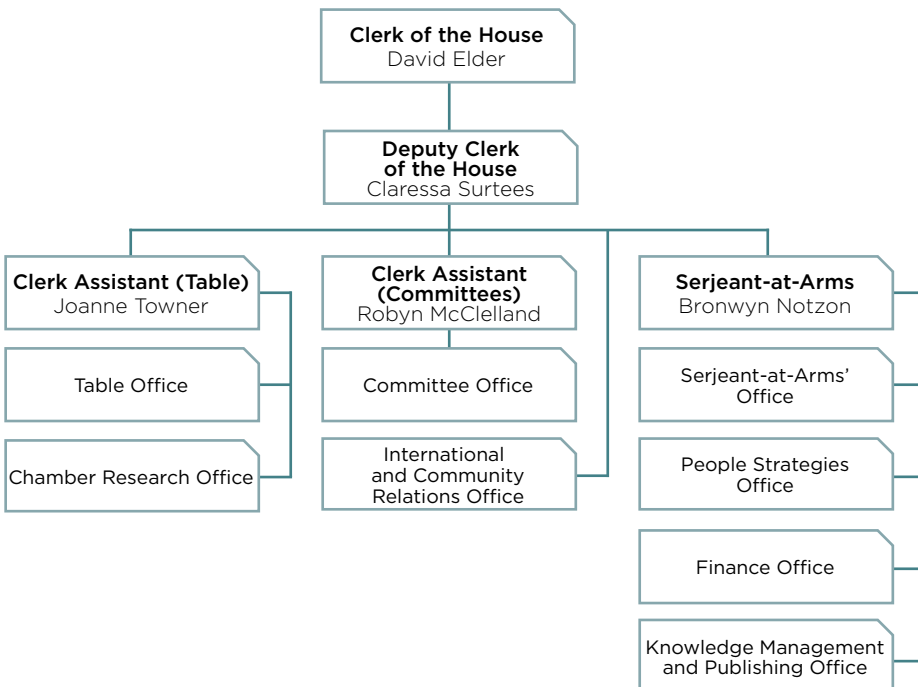 Clerk of the House
David Elder
Deputy Clerk
of the House
Claressa Surtees
Clerk Assistant (Table)
Joanne Towner
Table Office
Chamber Research Office
Clerk Assistant
(Committees)
Robyn McClelland
Committee Office
International
and Community
Relations Office
Serjeant-at-Arms
Bronwyn Notzon
Serjeant-at-Arms’
Office
People Strategies
Office
Finance Office
Knowledge Management
and Publishing Office